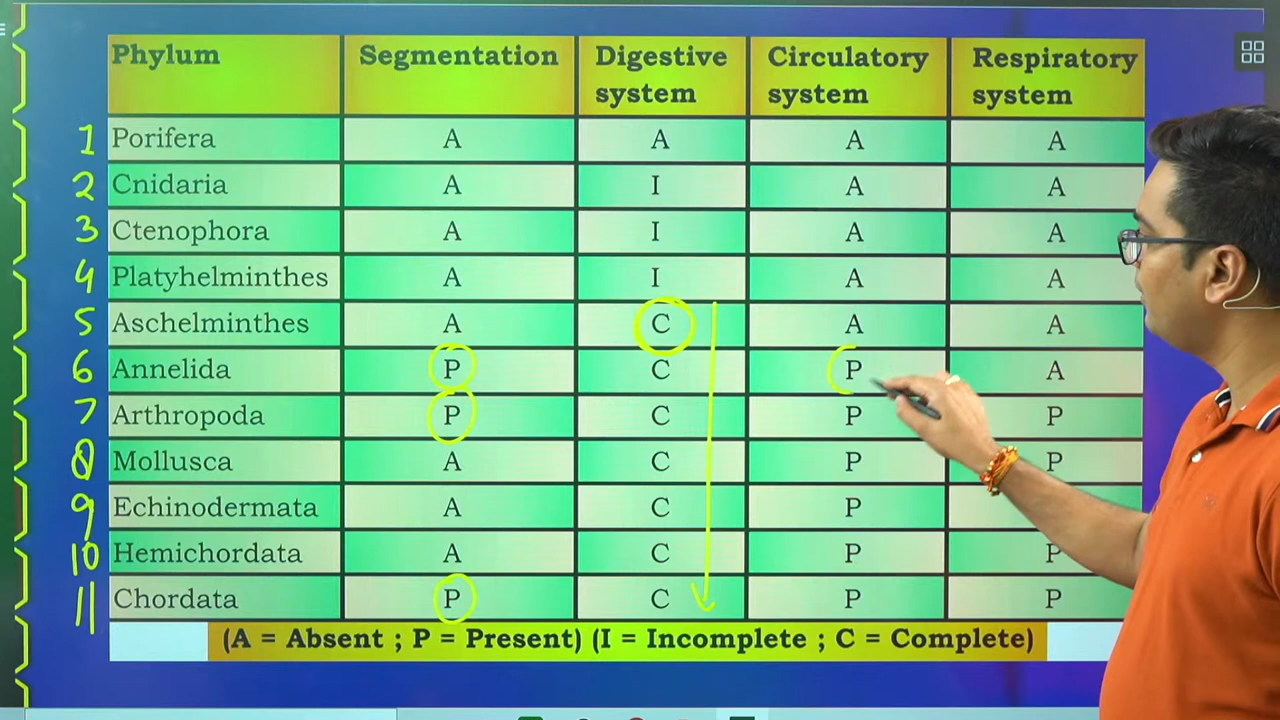 Phylum Segmentation Digestive system Circulatory system Respiratory system
1 Porifera A A A A
2 Cnidaria A I A A
3 Ctenophora A I A A
4 Platyhelminthes A I A A
5 Aschelminthes A C A A
6 Annelida P C P A
7 Arthropoda P C P P
8 Mollusca A C P P
9 Echinodermata A C P
10 Hemichordata A C P P
11 Chordata P C P P
(A = Absent ; P = Present) (I = Incomplete ; C = Complete)